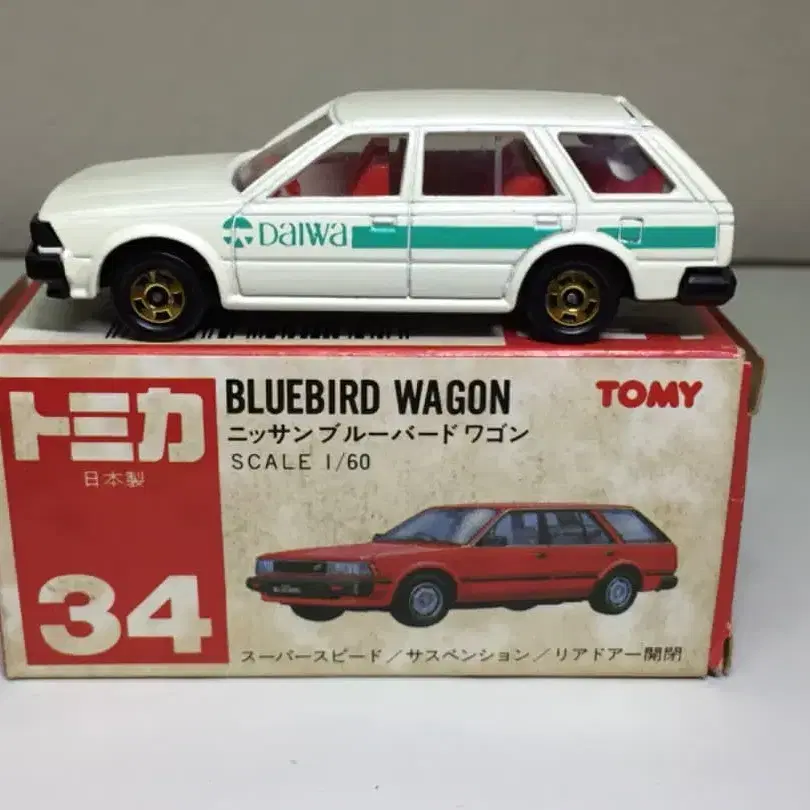 Daiwa
トミカ
日本製
34
BLUEBIRD WAGON
ニッサン ブルーバード ワゴン
SCALE 1/60
TOMY
スーパースピード/サスペンション/リアドアー開閉